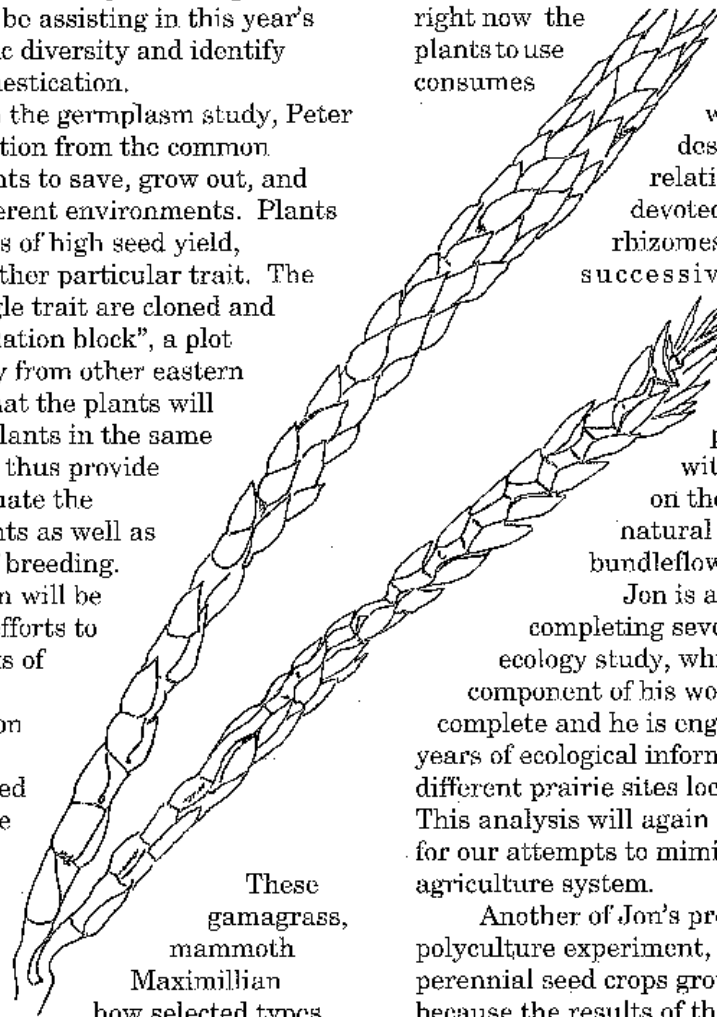 be assisting in this year's
c diversity and identify
estication.
the germplasm study, Peter
tion from the common
nts to save, grow out, and
erent environments. Plants
s of high seed yield,
ther particular trait. The
gle trait are cloned and
lation block", a plot
y from other eastern
hat the plants will
lants in the same
thus provide
nate the
nts as well as
breeding.
n will be
fforts to
ts of
on
ed
e
These
gamagrass,
mammoth
Maximillian
how selected types
right now the
plants to use
consumes
w
des
relati
devoted
rhizomes
successiv
p
wit
on the
natural
bundleflow
Jon is a
completing seve
ecology study, whi
component of his wo
complete and he is eng
years of ecological inform
different prairie sites loc
This analysis will again
for our attempts to mimi
agriculture system.
Another of Jon's pro
polyculture experiment,
perennial seed crops grow
because the results of th